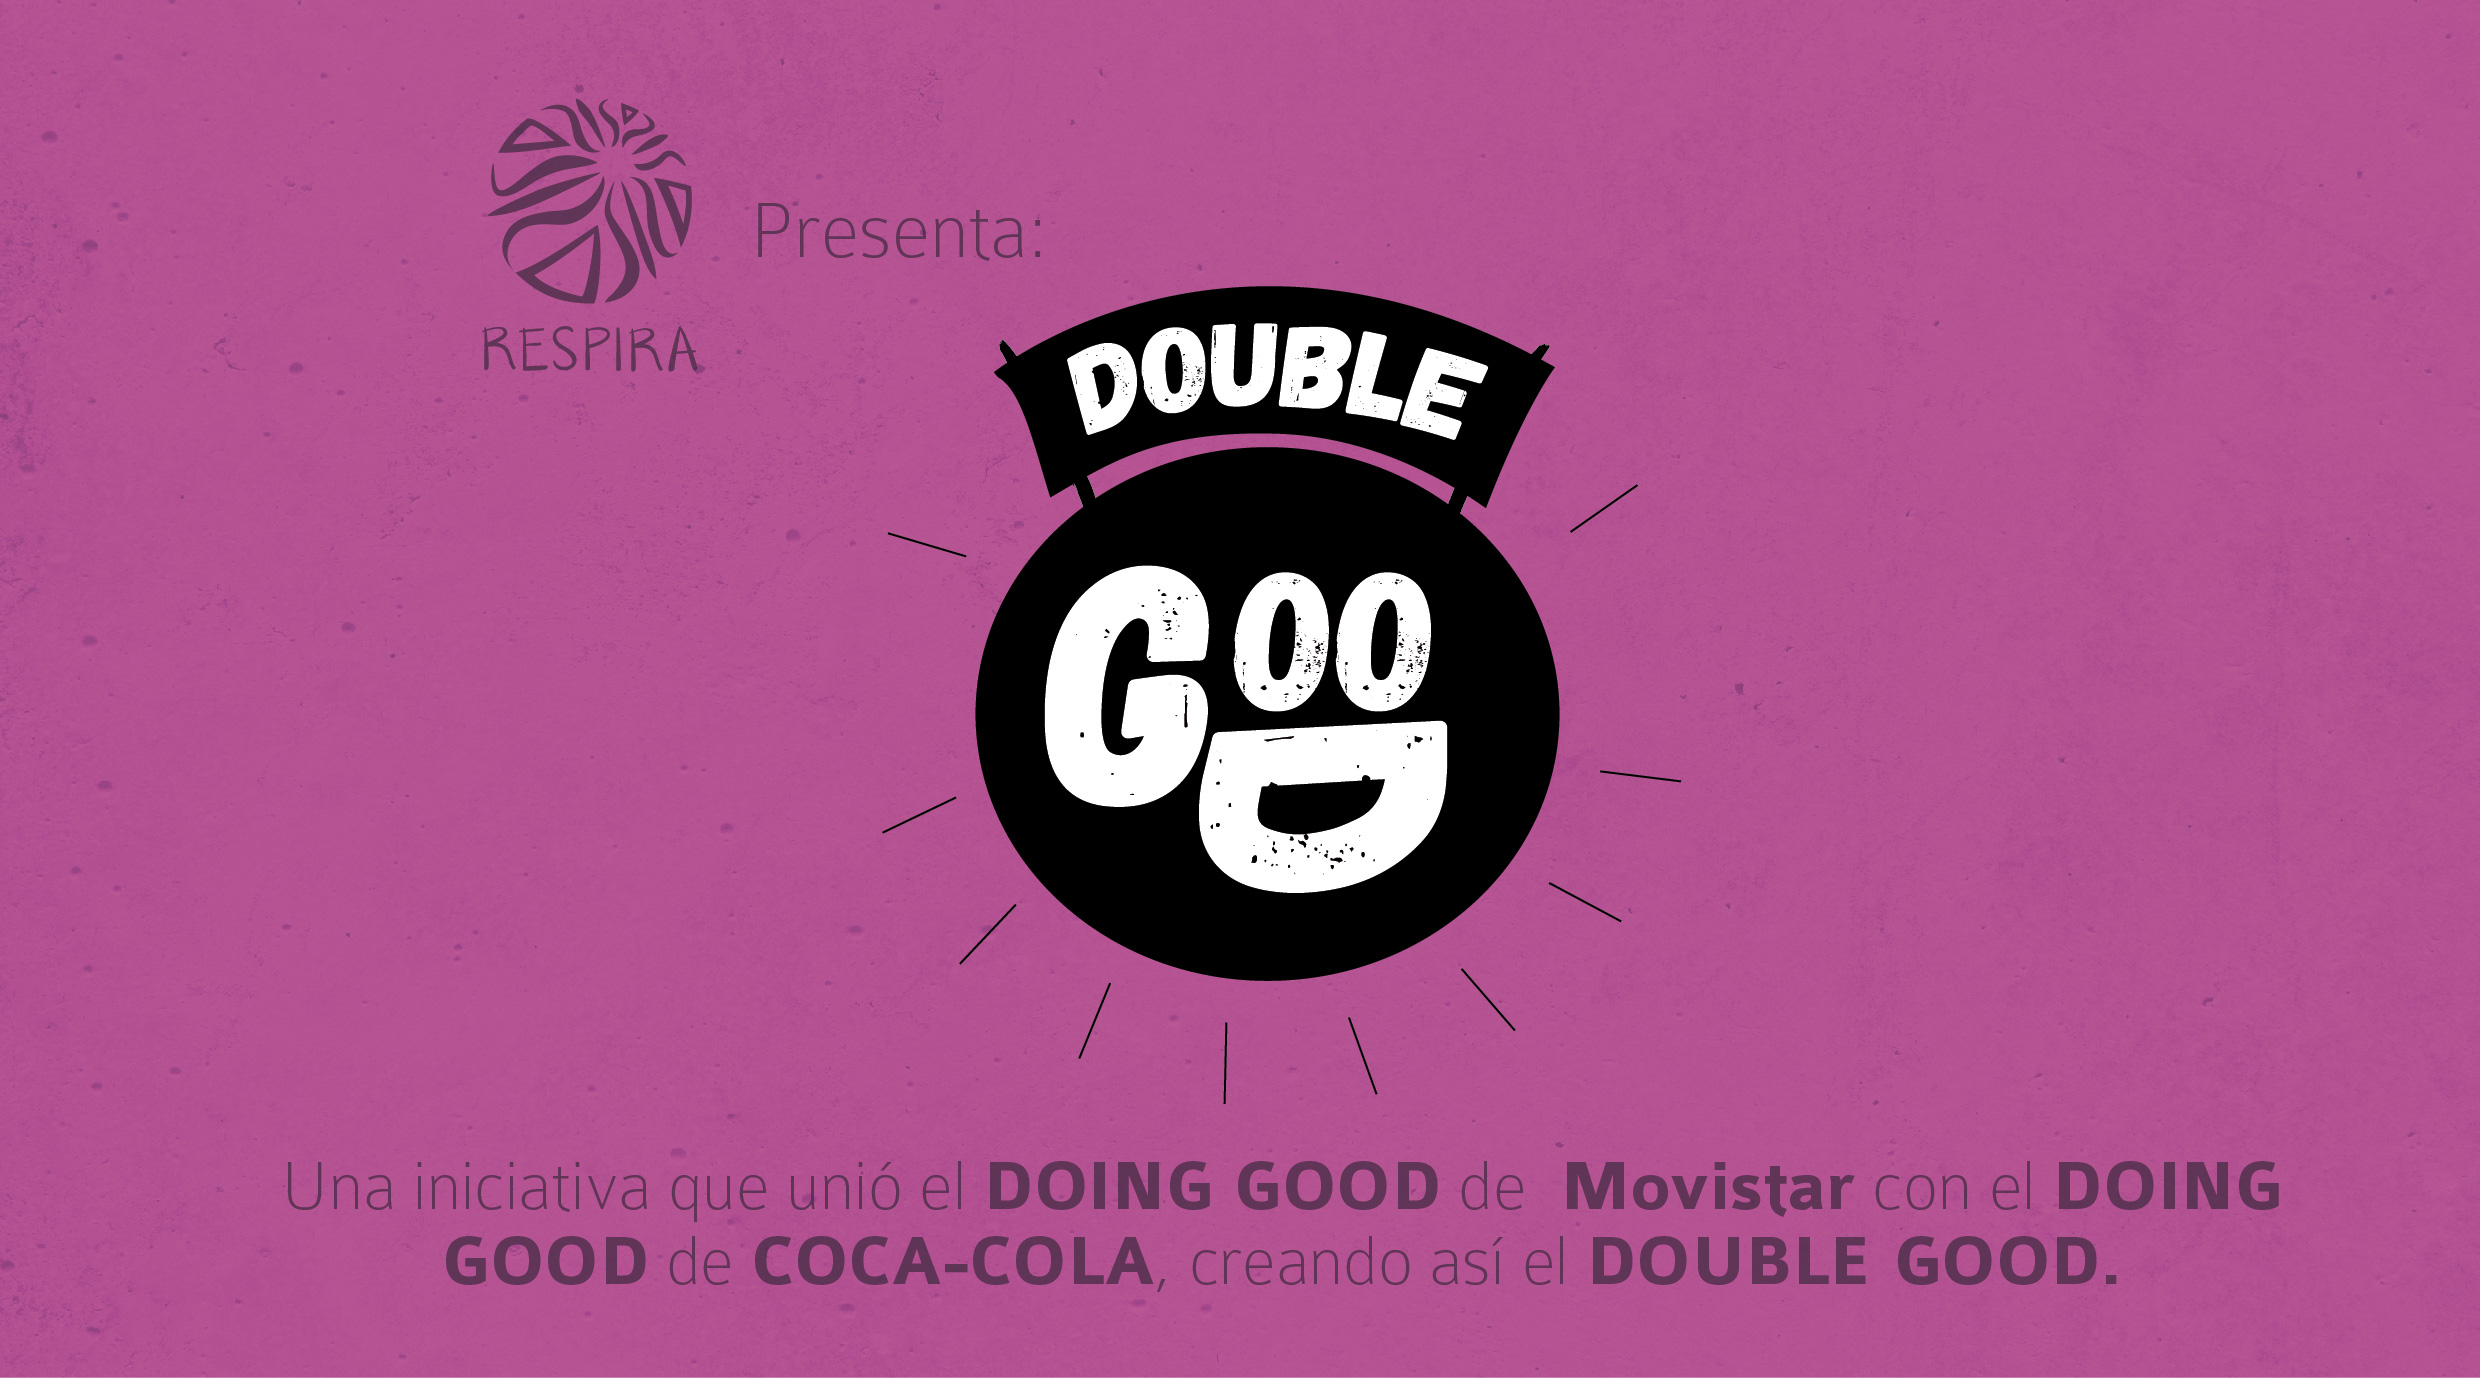 RESPIRA
Presenta:
DOUBLE
GOOD
Una iniciativa que unió el DOING GOOD de Movistar con el DOING
GOOD de COCA-COLA, creando así el DOUBLE GOOD.